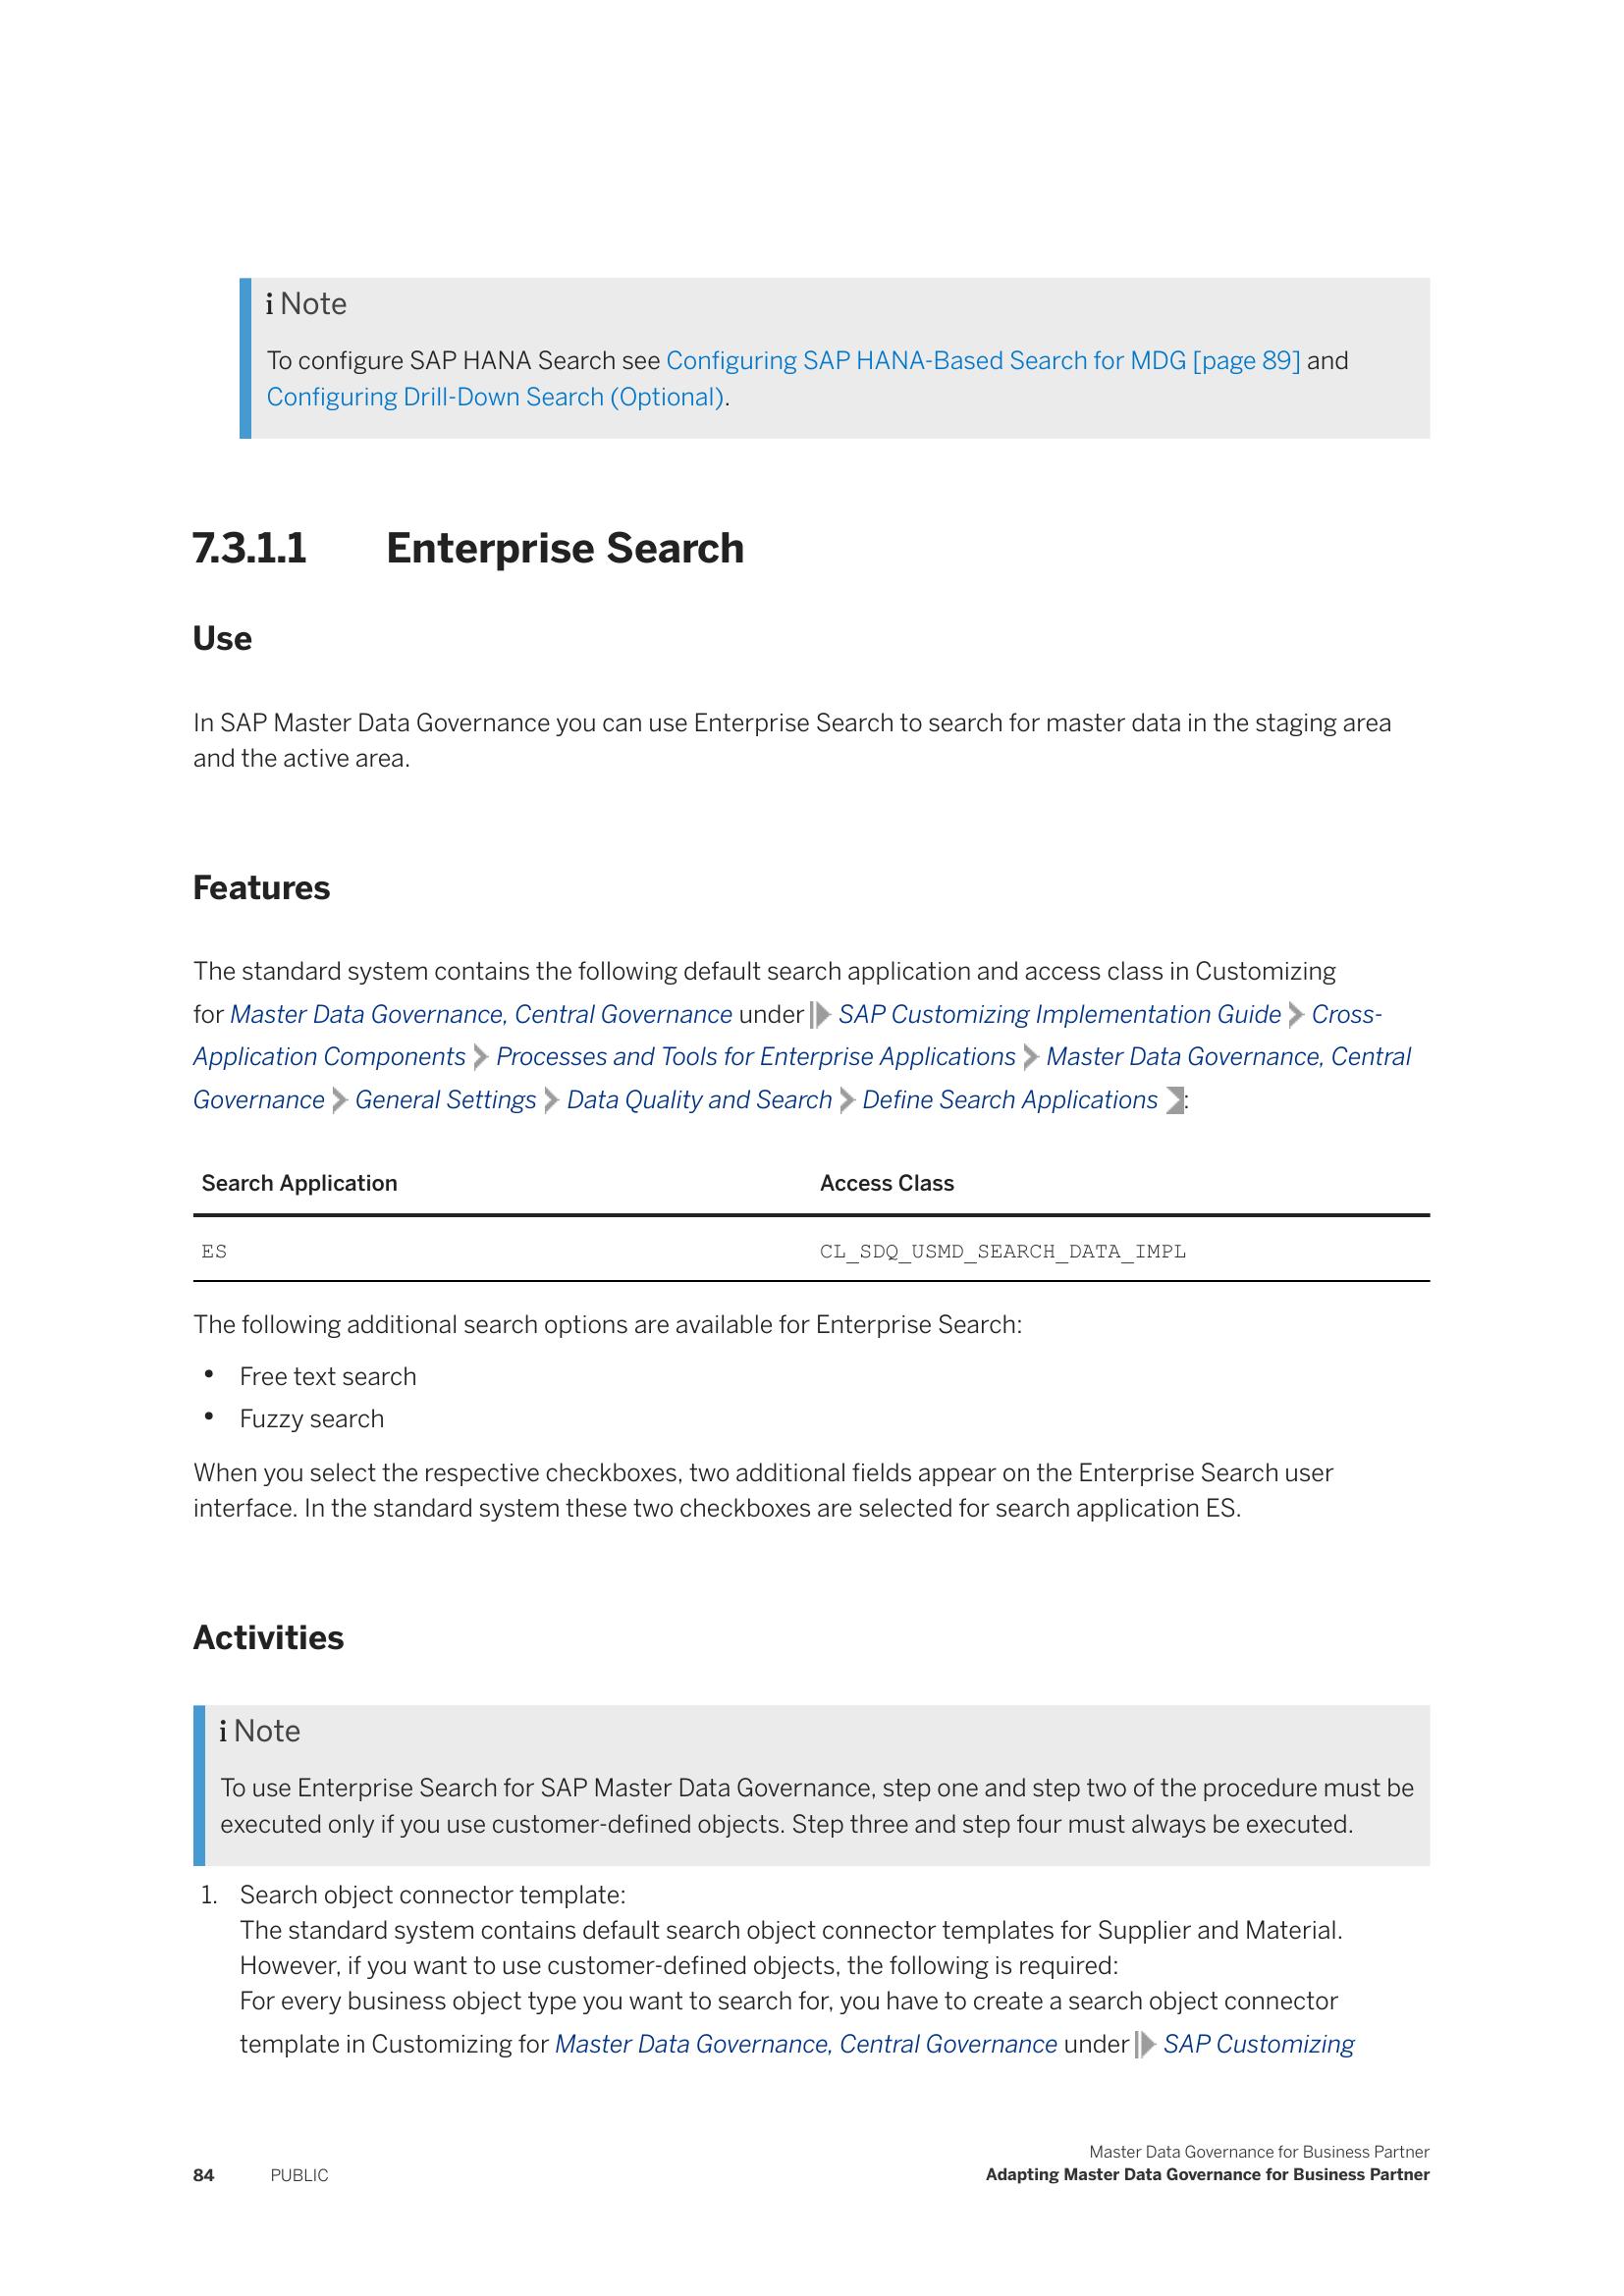 i Note
To configure SAP HANA Search see Configuring SAP HANA-Based Search for MDG [page 89] and
Configuring Drill-Down Search (Optional).
7.3.1.1 Enterprise Search
Use
In SAP Master Data Governance you can use Enterprise Search to search for master data in the staging area
and the active area.
Features
The standard system contains the following default search application and access class in Customizing
for Master Data Governance, Central Governance under SAP Customizing Implementation Guide Cross-
Application Components Processes and Tools for Enterprise Applications Master Data Governance, Central
Governance General Settings Data Quality and Search Define Search Applications :
Search Application Access Class
ES CL_SDQ_USMD_SEARCH_DATA_IMPL
The following additional search options are available for Enterprise Search:
• Free text search
• Fuzzy search
When you select the respective checkboxes, two additional fields appear on the Enterprise Search user
interface. In the standard system these two checkboxes are selected for search application ES.
Activities
i Note
To use Enterprise Search for SAP Master Data Governance, step one and step two of the procedure must be
executed only if you use customer-defined objects. Step three and step four must always be executed.
1. Search object connector template:
The standard system contains default search object connector templates for Supplier and Material.
However, if you want to use customer-defined objects, the following is required:
For every business object type you want to search for, you have to create a search object connector
template in Customizing for Master Data Governance, Central Governance under SAP Customizing
Master Data Governance for Business Partner
84 PUBLIC Adapting Master Data Governance for Business Partner